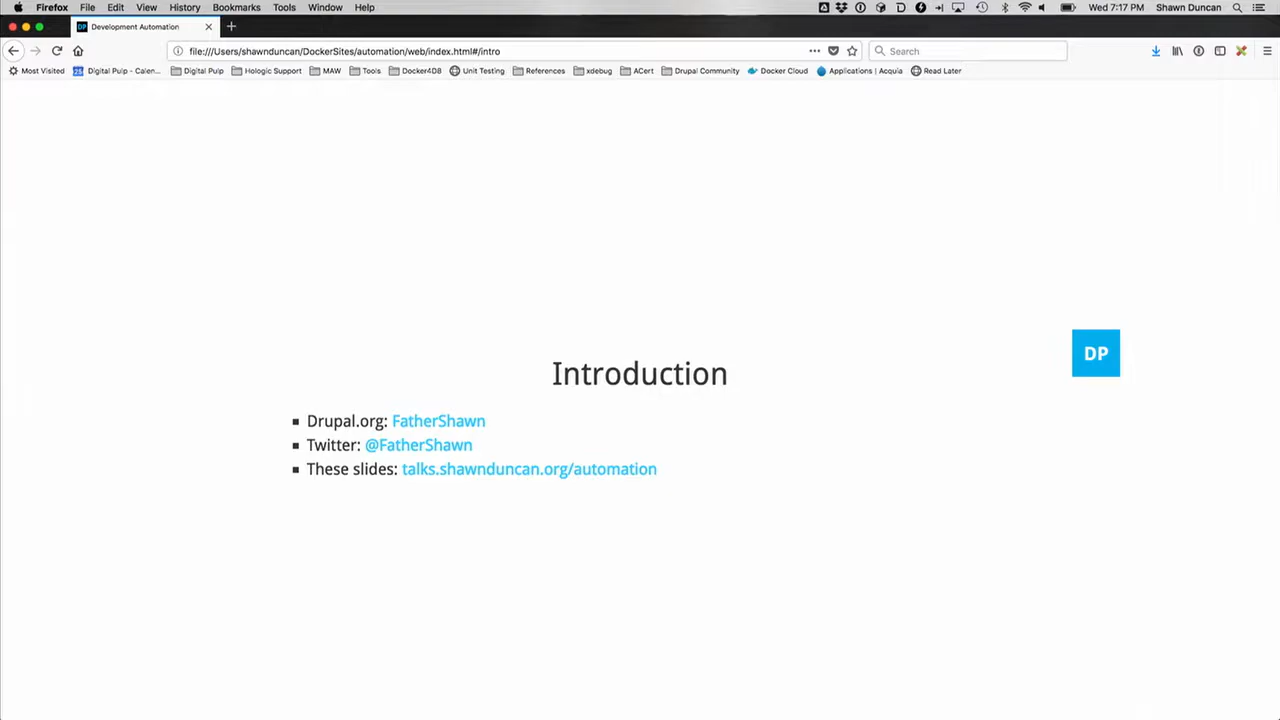 Firefox File Edit View History Bookmarks Tools Window Help Wed 7:17 PM Shawn Duncan
DP Development Automation
file:///Users/shawnduncan/DockerSites/automation/web/index.html#/intro Search
Most Visited 25 Digital Pulp - Calen... Digital Pulp Hologic Support MAW Tools Docker4D8 Unit Testing References xdebug ACert Drupal Community Docker Cloud Applications | Acquia Read Later
DP
Introduction
Drupal.org: FatherShawn
Twitter: @FatherShawn
These slides: talks.shawnduncan.org/automation